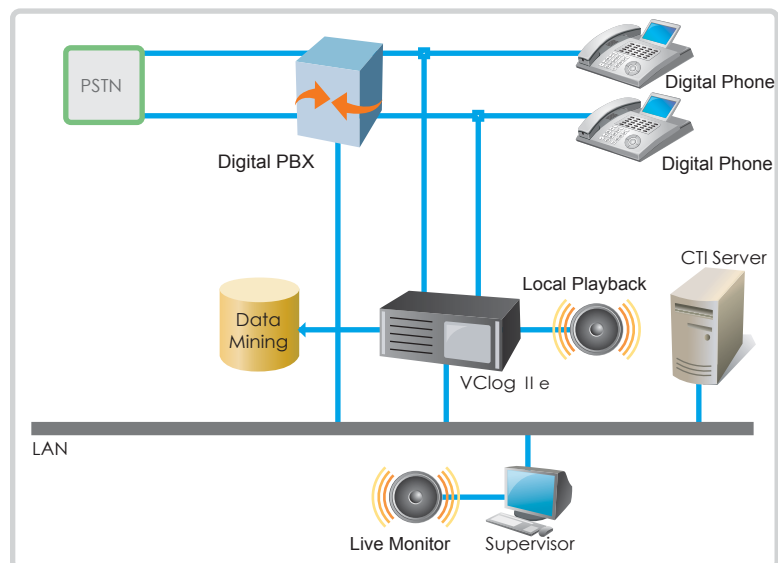 PSTN
Digital Phone
Digital PBX
Digital Phone
CTI Server
Local Playback
Data
Mining
VClog II e
LAN
Live Monitor
Supervisor